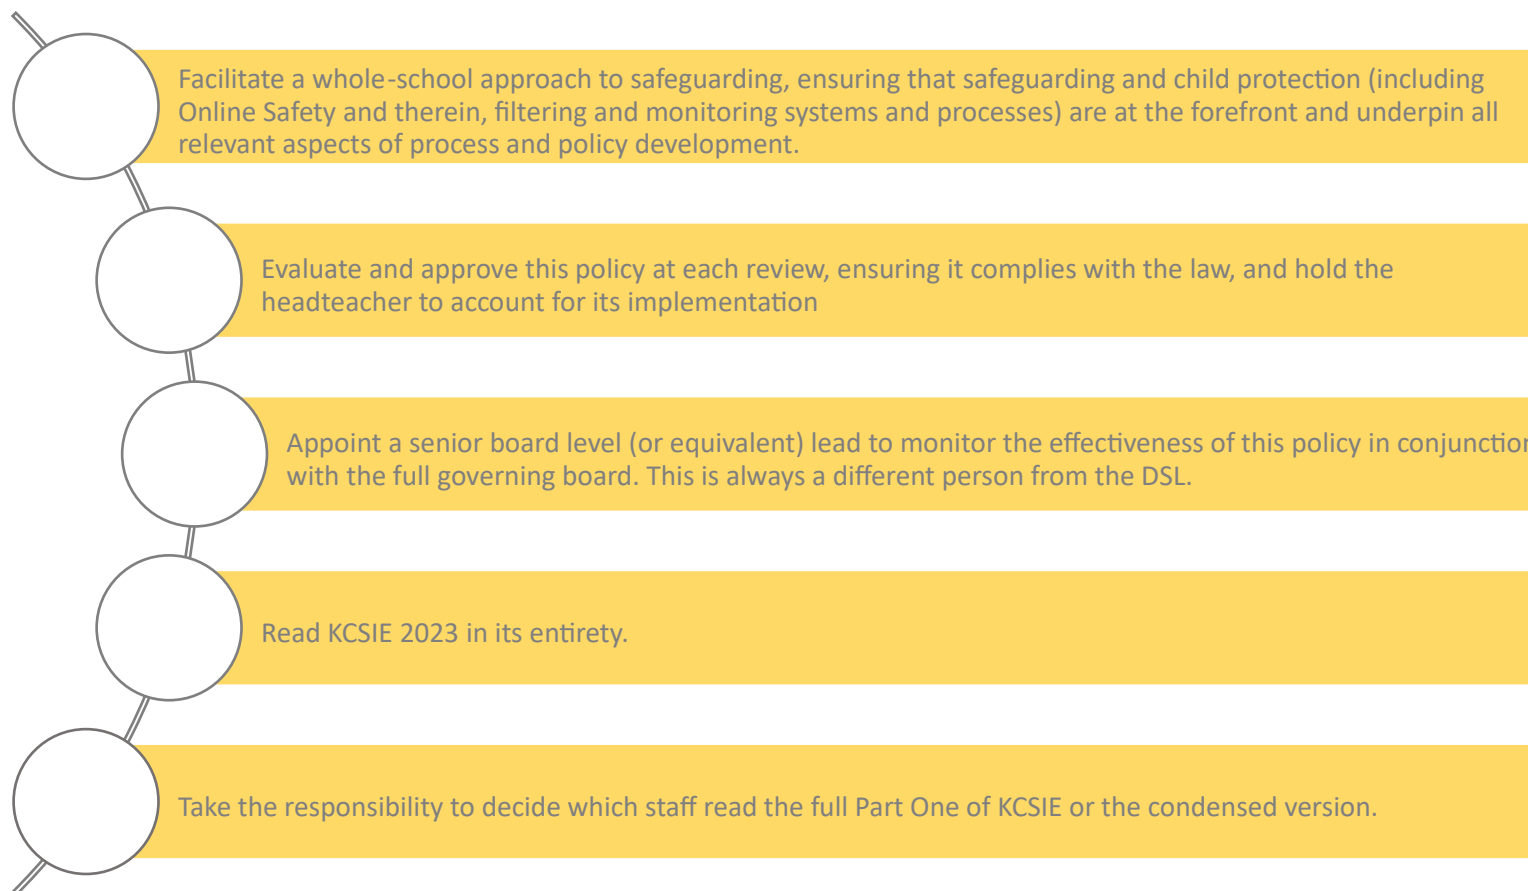 Facilitate a whole-school approach to safeguarding, ensuring that safeguarding and child protection (including
Online Safety and therein, filtering and monitoring systems and processes) are at the forefront and underpin all
relevant aspects of process and policy development.
Evaluate and approve this policy at each review, ensuring it complies with the law, and hold the
headteacher to account for its implementation
Appoint a senior board level (or equivalent) lead to monitor the effectiveness of this policy in conjunction
with the full governing board. This is always a different person from the DSL.
Read KCSIE 2023 in its entirety.
Take the responsibility to decide which staff read the full Part One of KCSIE or the condensed version.